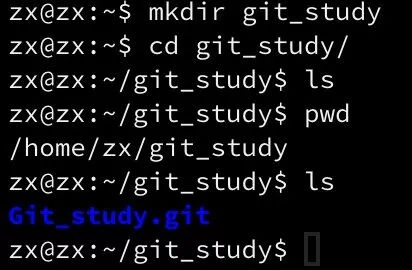 zx@zx:~$ mkdir git_study
zx@zx:~$ cd git_study/
zx@zx:~/git_study$ ls
zx@zx:~/git_study$ pwd
/home/zx/git_study
zx@zx:~/git_study$ ls
Git_study.git
zx@zx:~/git_study$